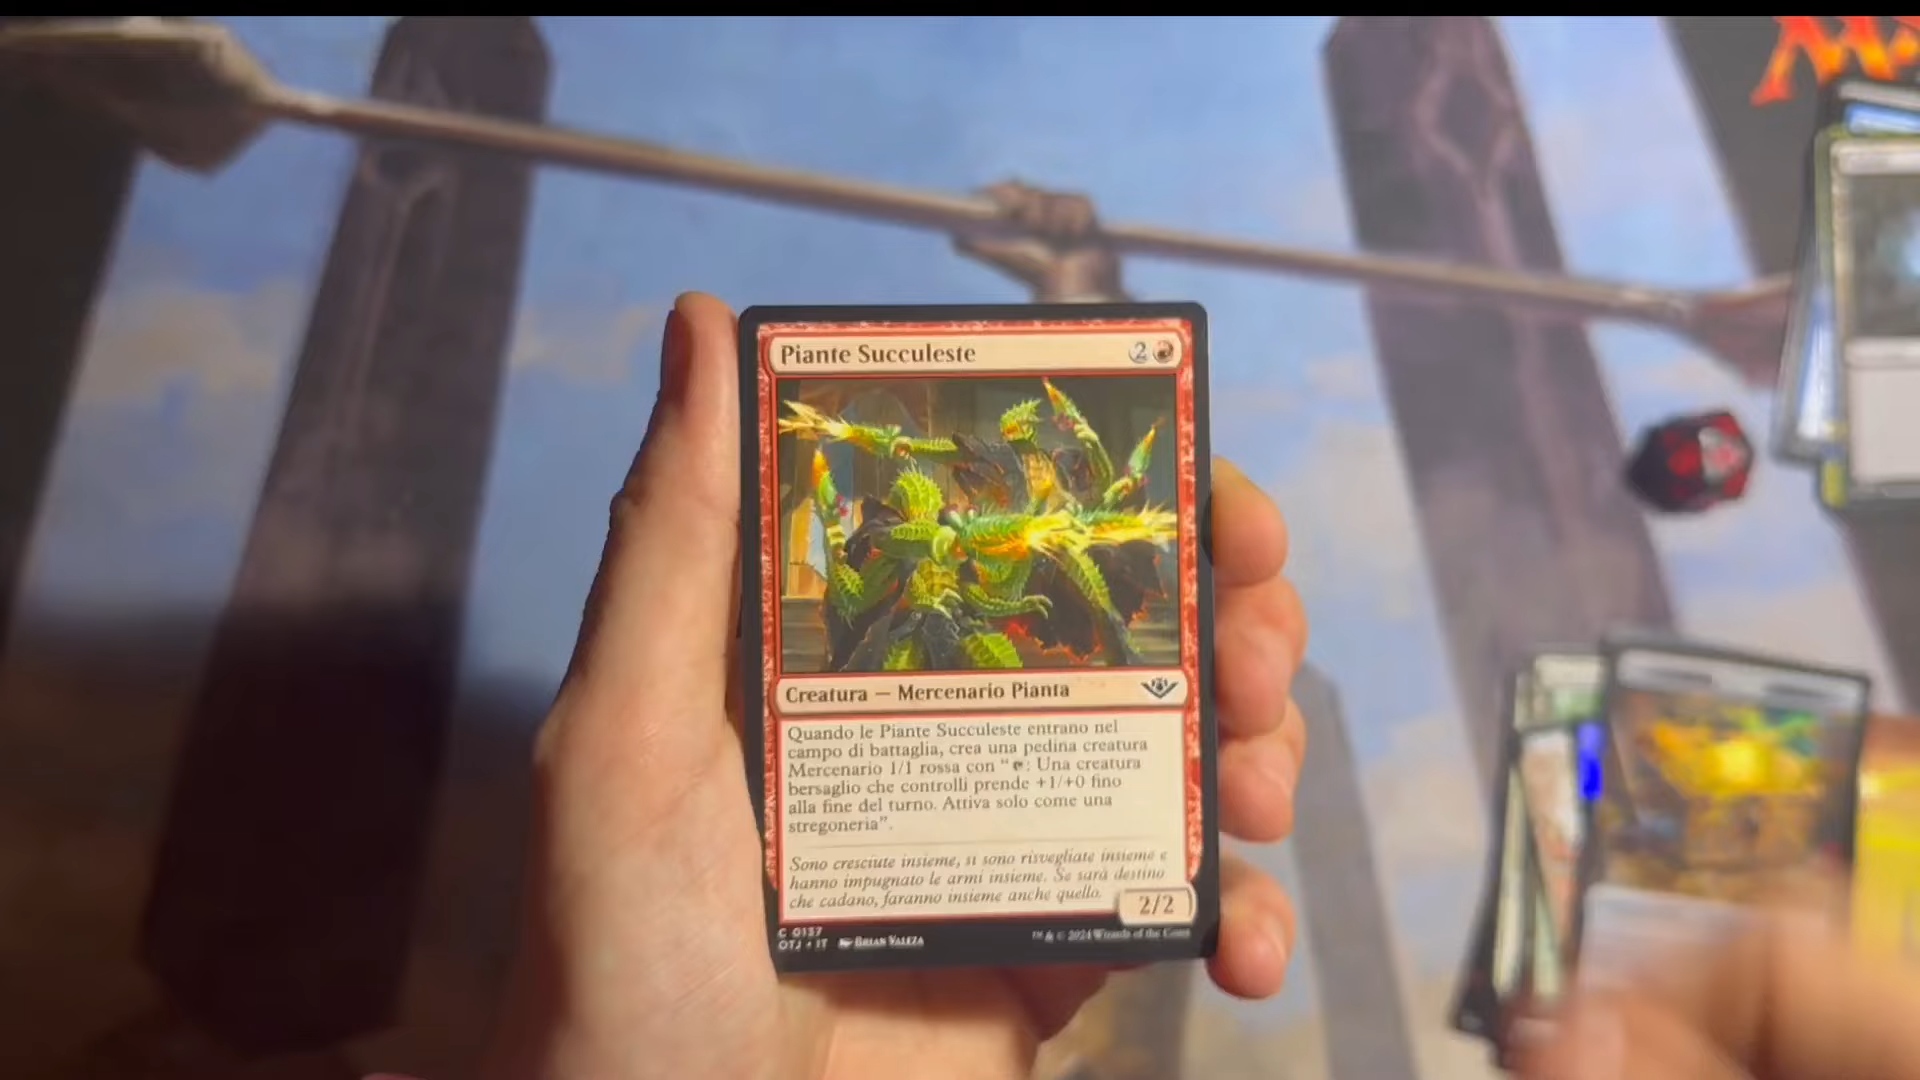 Piante Succuleste
2
Creatura — Mercenario Pianta
Quando le Piante Succuleste entrano nel
campo di battaglia, crea una pedina creatura
Mercenario 1/1 rossa con “ : Una creatura
bersaglio che controlli prende +1/+0 fino
alla fine del turno. Attiva solo come una
stregoneria”.
Sono cresciute insieme, si sono risvegliate insieme e
hanno impugnato le armi insieme. Se sarà destino
che cadano, faranno insieme anche quello.
2/2
C 0137
OTJ • IT Brian Valeza
™ & © 2024 Wizards of the Coast